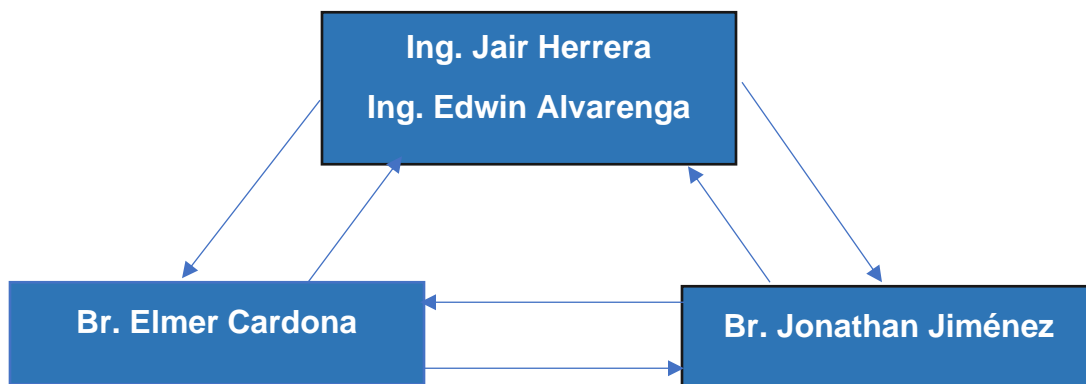 Ing. Jair Herrera
Ing. Edwin Alvarenga
Br. Elmer Cardona
Br. Jonathan Jiménez